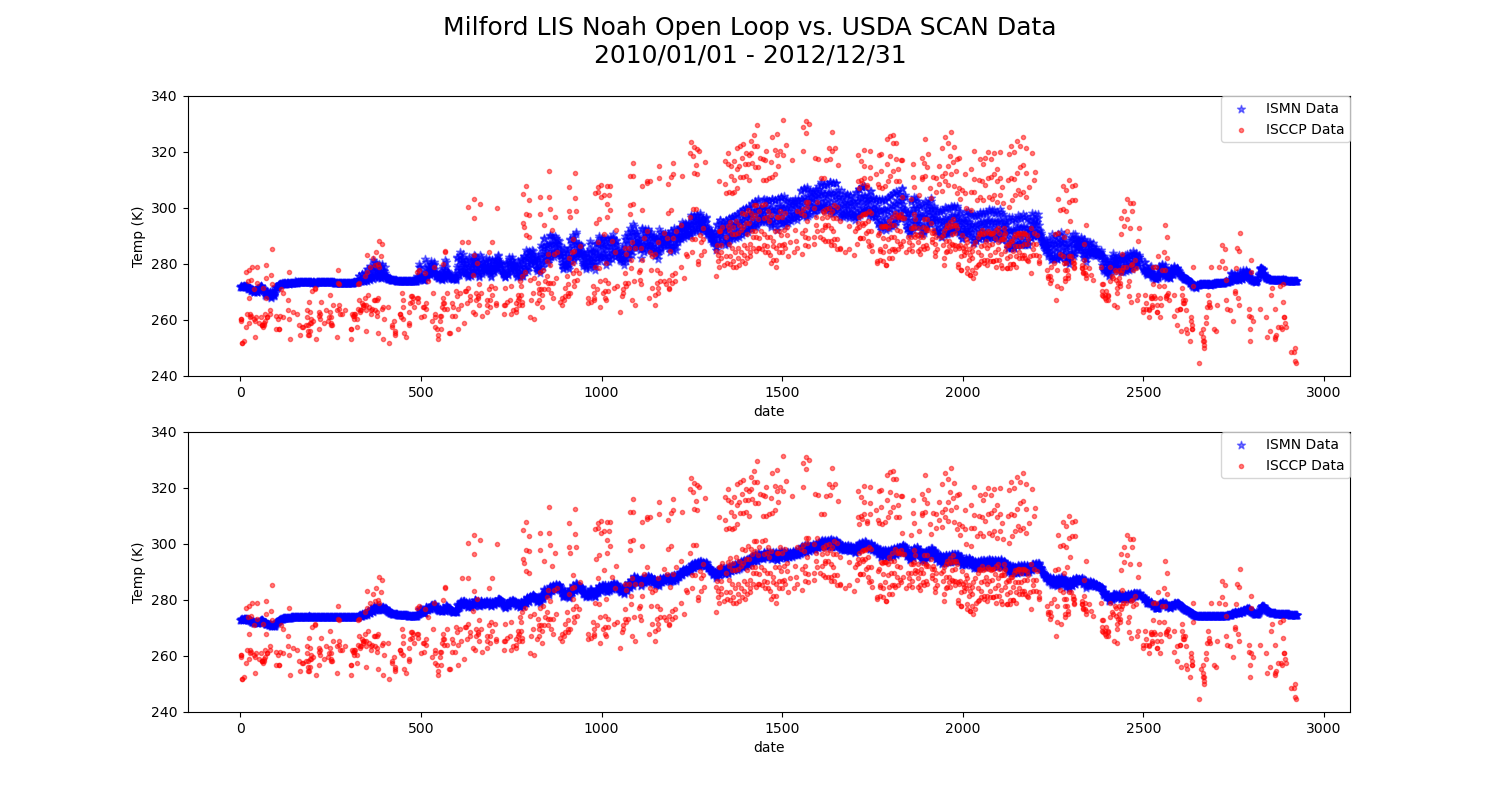 Milford LIS Noah Open Loop vs. USDA SCAN Data
2010/01/01 - 2012/12/31
340
320
300
280
260
240
Temp (K)
ISMN Data
ISCCP Data
0
500
1000
1500
2000
2500
3000
date
340
320
300
280
260
240
Temp (K)
ISMN Data
ISCCP Data
0
500
1000
1500
2000
2500
3000
date